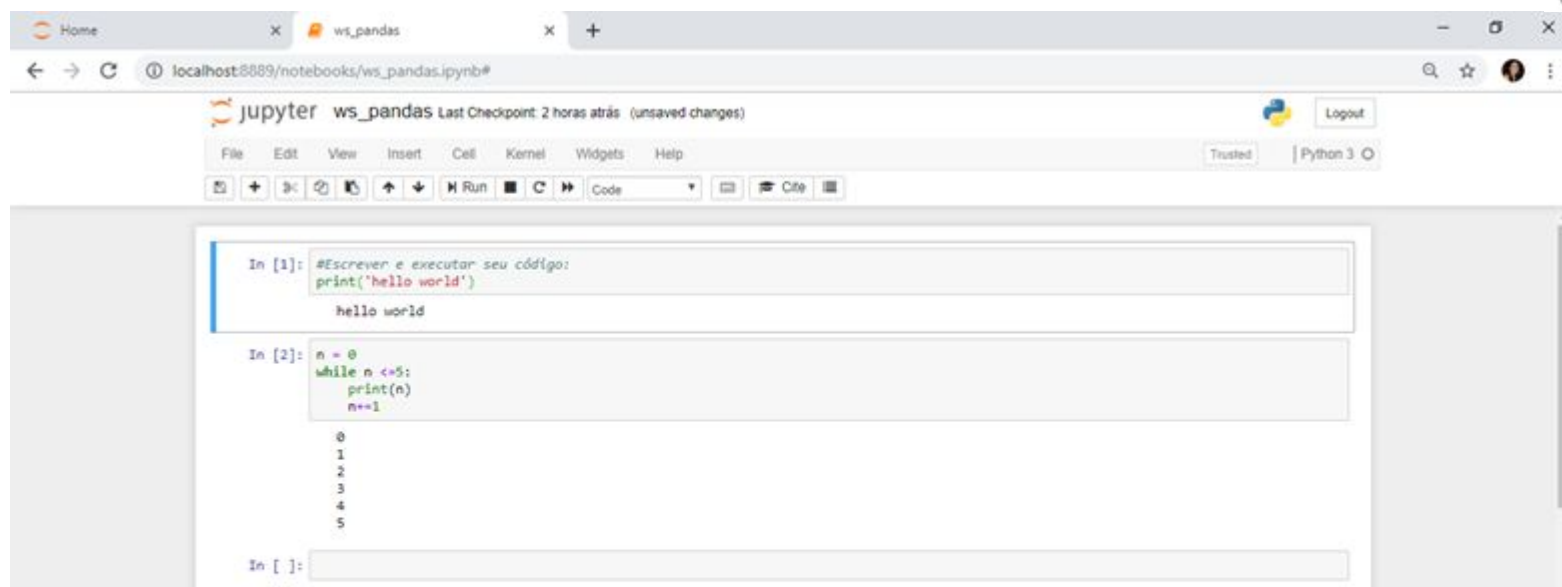 Home
ws_pandas
localhost:8889/notebooks/ws_pandas.ipynb#
jupyter ws_pandas Last Checkpoint: 2 horas atrás (unsaved changes)
Logout
File Edit View Insert Cell Kernel Widgets Help
Trusted Python 3
Run Code Cite
In [1]: #Escrever e executar seu código:
print('hello world')
hello world
In [2]: n = 0
while n <=5:
print(n)
n+=1
0
1
2
3
4
5
In [ ]: